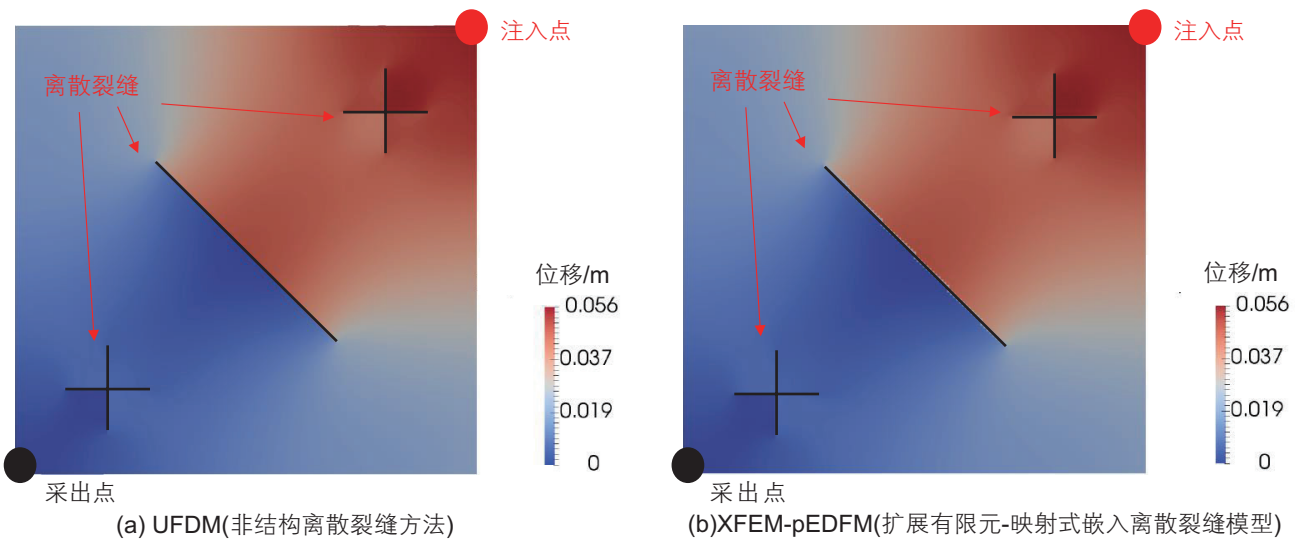 注入点
离散裂缝
位移/m
0.056
0.037
0.019
0
采出点
(a) UFDM(非结构离散裂缝方法)
注入点
离散裂缝
位移/m
0.056
0.037
0.019
0
采出点
(b)XFEM-pEDFM(扩展有限元-映射式嵌入离散裂缝模型)